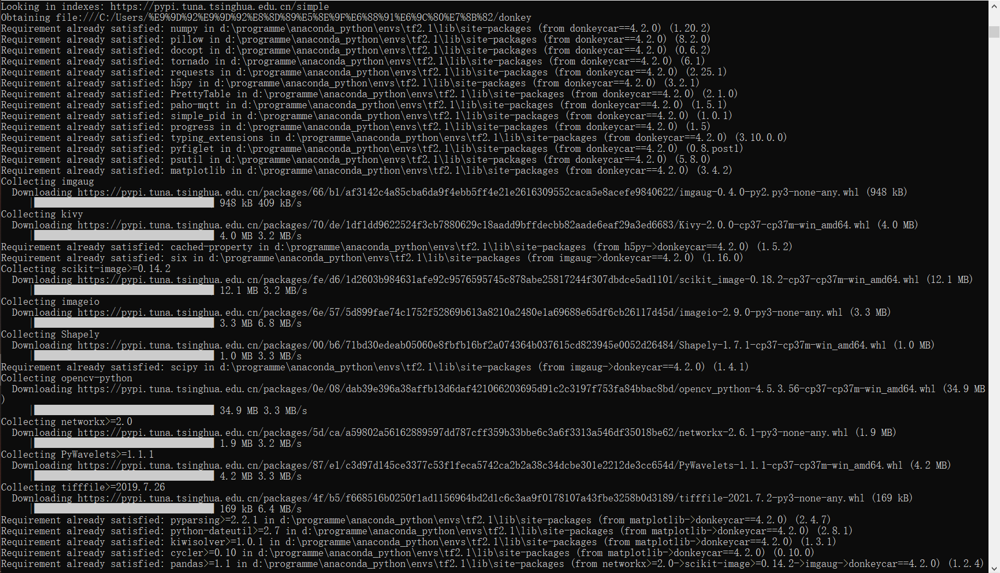 Looking in indexes: https://pypi.tuna.tsinghua.edu.cn/simple
Obtaining file:///C:/Users/%E9%9D%92%E9%9D%92%E8%8D%89%E5%8E%9F%E6%88%91%E6%9C%80%E7%8B%82/donkey
Requirement already satisfied: numpy in d:\programme\anaconda_python\envs\tf2.1\lib\site-packages (from donkeycar==4.2.0) (1.20.2)
Requirement already satisfied: pillow in d:\programme\anaconda_python\envs\tf2.1\lib\site-packages (from donkeycar==4.2.0) (8.2.0)
Requirement already satisfied: docopt in d:\programme\anaconda_python\envs\tf2.1\lib\site-packages (from donkeycar==4.2.0) (0.6.2)
Requirement already satisfied: tornado in d:\programme\anaconda_python\envs\tf2.1\lib\site-packages (from donkeycar==4.2.0) (6.1)
Requirement already satisfied: requests in d:\programme\anaconda_python\envs\tf2.1\lib\site-packages (from donkeycar==4.2.0) (2.25.1)
Requirement already satisfied: h5py in d:\programme\anaconda_python\envs\tf2.1\lib\site-packages (from donkeycar==4.2.0) (3.2.1)
Requirement already satisfied: PrettyTable in d:\programme\anaconda_python\envs\tf2.1\lib\site-packages (from donkeycar==4.2.0) (2.1.0)
Requirement already satisfied: paho-mqtt in d:\programme\anaconda_python\envs\tf2.1\lib\site-packages (from donkeycar==4.2.0) (1.5.1)
Requirement already satisfied: simple_pid in d:\programme\anaconda_python\envs\tf2.1\lib\site-packages (from donkeycar==4.2.0) (1.0.1)
Requirement already satisfied: progress in d:\programme\anaconda_python\envs\tf2.1\lib\site-packages (from donkeycar==4.2.0) (1.5)
Requirement already satisfied: typing_extensions in d:\programme\anaconda_python\envs\tf2.1\lib\site-packages (from donkeycar==4.2.0) (3.10.0.0)
Requirement already satisfied: pyfiglet in d:\programme\anaconda_python\envs\tf2.1\lib\site-packages (from donkeycar==4.2.0) (0.8.post1)
Requirement already satisfied: psutil in d:\programme\anaconda_python\envs\tf2.1\lib\site-packages (from donkeycar==4.2.0) (5.8.0)
Requirement already satisfied: matplotlib in d:\programme\anaconda_python\envs\tf2.1\lib\site-packages (from donkeycar==4.2.0) (3.4.2)
Collecting imgaug
Downloading https://pypi.tuna.tsinghua.edu.cn/packages/66/b1/af3142c4a85cba6da9f4ebb5ff4e21e2616309552caca5e8acefe9840622/imgaug-0.4.0-py2.py3-none-any.whl (948 kB)
948 kB 409 kB/s
Collecting kivy
Downloading https://pypi.tuna.tsinghua.edu.cn/packages/70/de/1df1dd9622524f3cb7880629c18aadd9bffdecbb82aade6eaf29a3ed6683/Kivy-2.0.0-cp37-cp37m-win_amd64.whl (4.0 MB)
4.0 MB 3.2 MB/s
Requirement already satisfied: cached-property in d:\programme\anaconda_python\envs\tf2.1\lib\site-packages (from h5py->donkeycar==4.2.0) (1.5.2)
Requirement already satisfied: six in d:\programme\anaconda_python\envs\tf2.1\lib\site-packages (from imgaug->donkeycar==4.2.0) (1.16.0)
Collecting scikit-image>=0.14.2
Downloading https://pypi.tuna.tsinghua.edu.cn/packages/fe/d6/1d2603b984631afe92c9576595745c878abe25817244f307dbdce5ad1101/scikit_image-0.18.2-cp37-cp37m-win_amd64.whl (12.1 MB)
12.1 MB 3.2 MB/s
Collecting imageio
Downloading https://pypi.tuna.tsinghua.edu.cn/packages/6e/57/5d899fae74c1752f52869b613a8210a2480e1a69688e65df6cb26117d45d/imageio-2.9.0-py3-none-any.whl (3.3 MB)
3.3 MB 6.8 MB/s
Collecting Shapely
Downloading https://pypi.tuna.tsinghua.edu.cn/packages/00/b6/71bd30edeab05060e8fbfb16bf2a074364b037615cd823945e0052d26484/Shapely-1.7.1-cp37-cp37m-win_amd64.whl (1.0 MB)
1.0 MB 3.3 MB/s
Requirement already satisfied: scipy in d:\programme\anaconda_python\envs\tf2.1\lib\site-packages (from imgaug->donkeycar==4.2.0) (1.4.1)
Collecting opencv-python
Downloading https://pypi.tuna.tsinghua.edu.cn/packages/0e/08/dab39e396a38affb13d6daf421066203695d91c2c3197f753fa84bbac8bd/opencv_python-4.5.3.56-cp37-cp37m-win_amd64.whl (34.9 MB
)
34.9 MB 3.3 MB/s
Collecting networkx>=2.0
Downloading https://pypi.tuna.tsinghua.edu.cn/packages/5d/ca/a59802a56162889597dd787cff359b33bbe6c3a6f3313a546df35018be62/networkx-2.6.1-py3-none-any.whl (1.9 MB)
1.9 MB 3.2 MB/s
Collecting PyWavelets>=1.1.1
Downloading https://pypi.tuna.tsinghua.edu.cn/packages/87/e1/c3d97d145ce3377c53f1feca5742ca2b2a38c34dcbe301e2212de3cc654d/PyWavelets-1.1.1-cp37-cp37m-win_amd64.whl (4.2 MB)
4.2 MB 3.3 MB/s
Collecting tifffile>=2019.7.26
Downloading https://pypi.tuna.tsinghua.edu.cn/packages/4f/b5/f668516b0250f1ad1156964bd2d1c6c3aa9f0178107a43fbe3258b0d3189/tifffile-2021.7.2-py3-none-any.whl (169 kB)
169 kB 6.4 MB/s
Requirement already satisfied: pyparsing>=2.2.1 in d:\programme\anaconda_python\envs\tf2.1\lib\site-packages (from matplotlib->donkeycar==4.2.0) (2.4.7)
Requirement already satisfied: python-dateutil>=2.7 in d:\programme\anaconda_python\envs\tf2.1\lib\site-packages (from matplotlib->donkeycar==4.2.0) (2.8.1)
Requirement already satisfied: kiwisolver>=1.0.1 in d:\programme\anaconda_python\envs\tf2.1\lib\site-packages (from matplotlib->donkeycar==4.2.0) (1.3.1)
Requirement already satisfied: cycler>=0.10 in d:\programme\anaconda_python\envs\tf2.1\lib\site-packages (from matplotlib->donkeycar==4.2.0) (0.10.0)
Requirement already satisfied: pandas>=1.1 in d:\programme\anaconda_python\envs\tf2.1\lib\site-packages (from networkx>=2.0->scikit-image>=0.14.2->imgaug->donkeycar==4.2.0) (1.2.4)